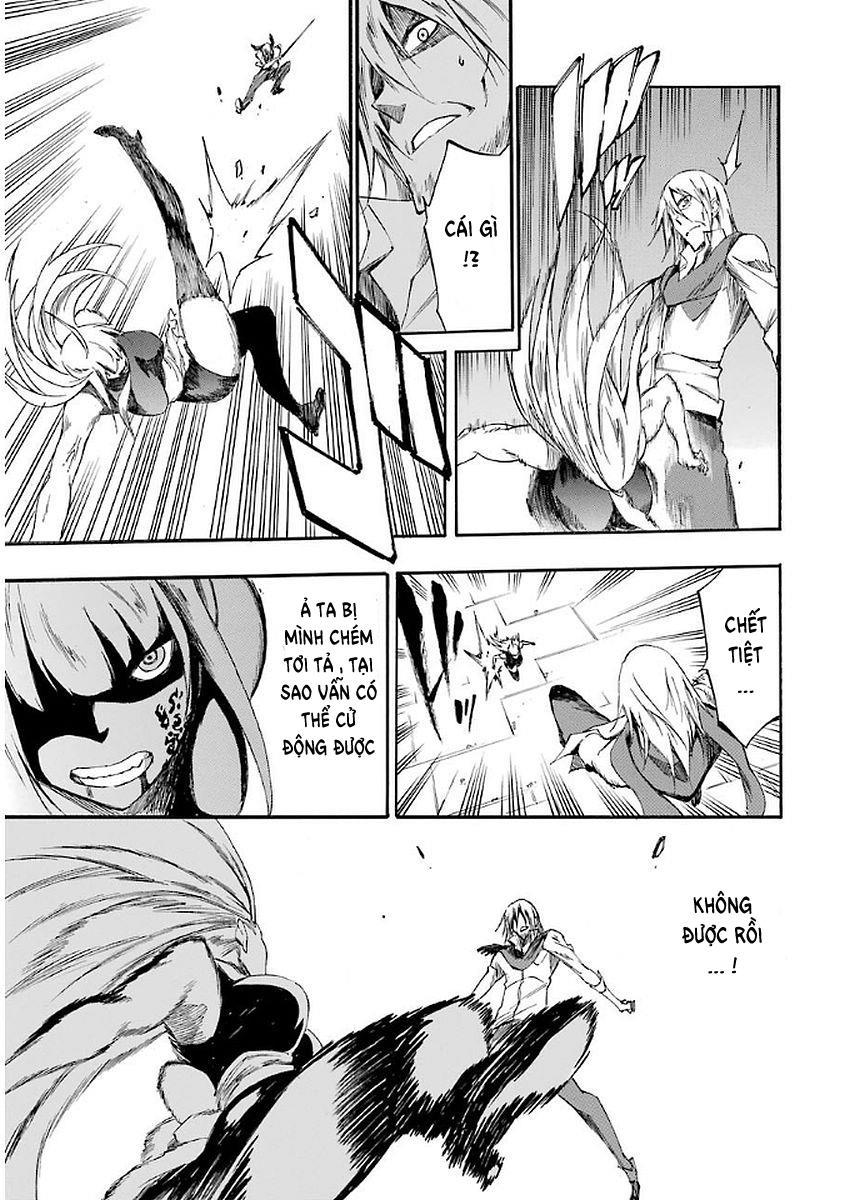 CÁI GÌ
!?
CHẾT
TIỆT
...
Ả TA BỊ
MÌNH CHÉM
TƠI TẢ , TẠI
SAO VẪN CÓ
THỂ CỬ
ĐỘNG ĐƯỢC
KHÔNG
ĐƯỢC RỒI
... !